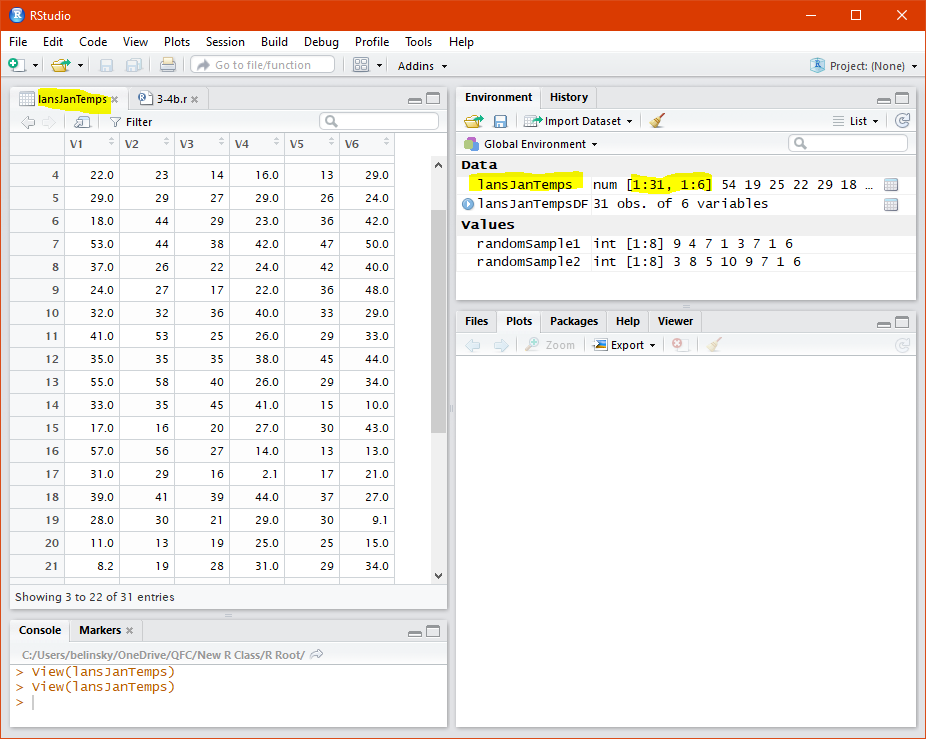 RStudio
File Edit Code View Plots Session Build Debug Profile Tools Help
Go to file/function Addins Project: (None)
lansJanTemps 3-4b.r
Filter
V1 V2 V3 V4 V5 V6
4 22.0 23 14 16.0 13 29.0
5 29.0 29 27 29.0 26 24.0
6 18.0 44 29 23.0 36 42.0
7 53.0 44 38 42.0 47 50.0
8 37.0 26 22 24.0 42 40.0
9 24.0 27 17 22.0 36 48.0
10 32.0 32 36 40.0 33 29.0
11 41.0 53 25 26.0 29 33.0
12 35.0 35 35 38.0 45 44.0
13 55.0 58 40 26.0 29 34.0
14 33.0 35 45 41.0 15 10.0
15 17.0 16 20 27.0 30 43.0
16 57.0 56 27 14.0 13 13.0
17 31.0 29 16 2.1 17 21.0
18 39.0 41 39 44.0 37 27.0
19 28.0 30 21 29.0 30 9.1
20 11.0 13 19 25.0 25 15.0
21 8.2 19 28 31.0 29 34.0
Showing 3 to 22 of 31 entries
Console Markers
C:/Users/belinsky/OneDrive/QFC/New R Class/R Root/
> View(lansJanTemps)
> View(lansJanTemps)
>
Environment History
Import Dataset List
Global Environment
Data
lansJanTemps num [1:31, 1:6] 54 19 25 22 29 18 …
lansJanTempsDF 31 obs. of 6 variables
Values
randomSample1 int [1:8] 9 4 7 1 3 7 1 6
randomSample2 int [1:8] 3 8 5 10 9 7 1 6
Files Plots Packages Help Viewer
Zoom Export